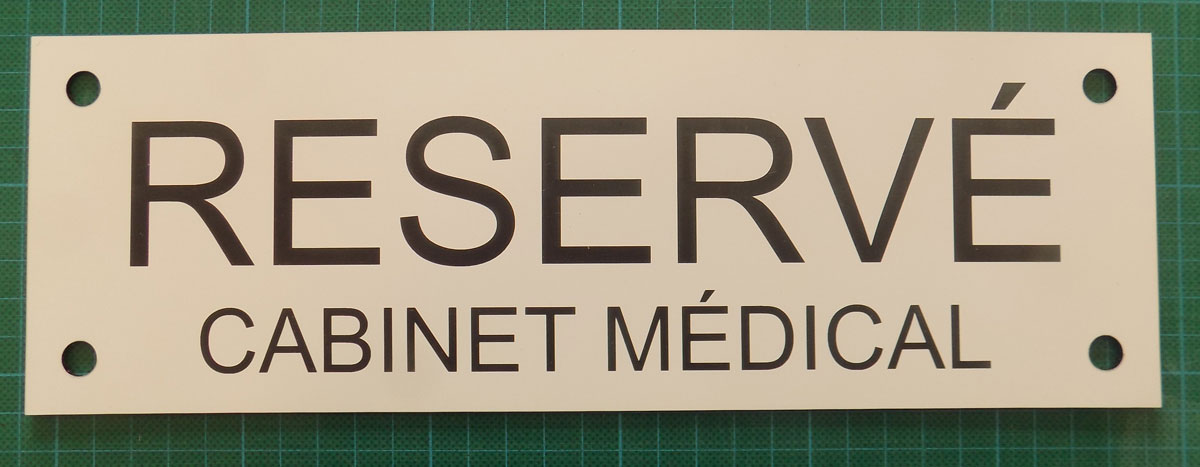 RESERVÉ
CABINET MÉDICAL